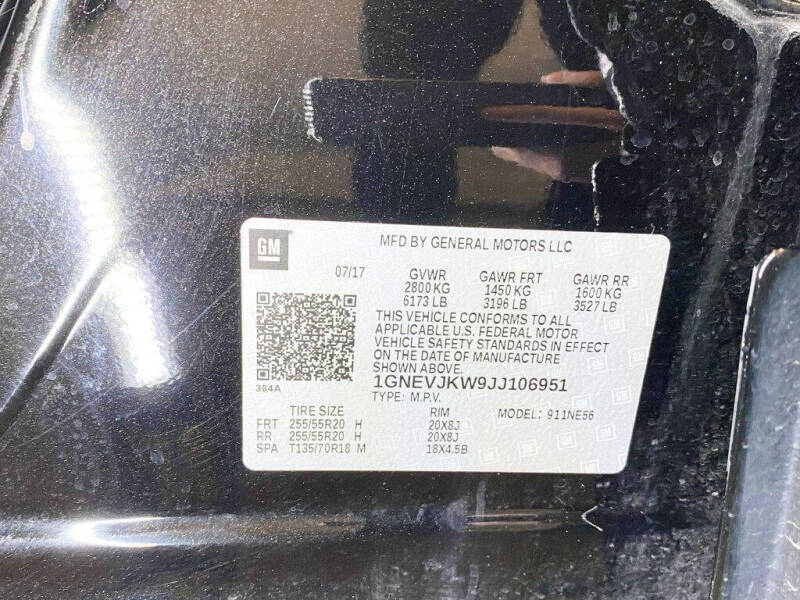 GM
MFD BY GENERAL MOTORS LLC
07/17 GVWR GAWR FRT GAWR RR
2800 KG 1450 KG 1600 KG
6173 LB 3196 LB 3527 LB
THIS VEHICLE CONFORMS TO ALL
APPLICABLE U.S. FEDERAL MOTOR
VEHICLE SAFETY STANDARDS IN EFFECT
ON THE DATE OF MANUFACTURE
SHOWN ABOVE.
384A
1GNEVJKW9JJ106951
TYPE: M.P.V.
TIRE SIZE RIM MODEL: 911NE56
FRT 255/55R20 H 20X8J
RR 255/55R20 H 20X8J
SPA T135/70R18 M 18X4.5B